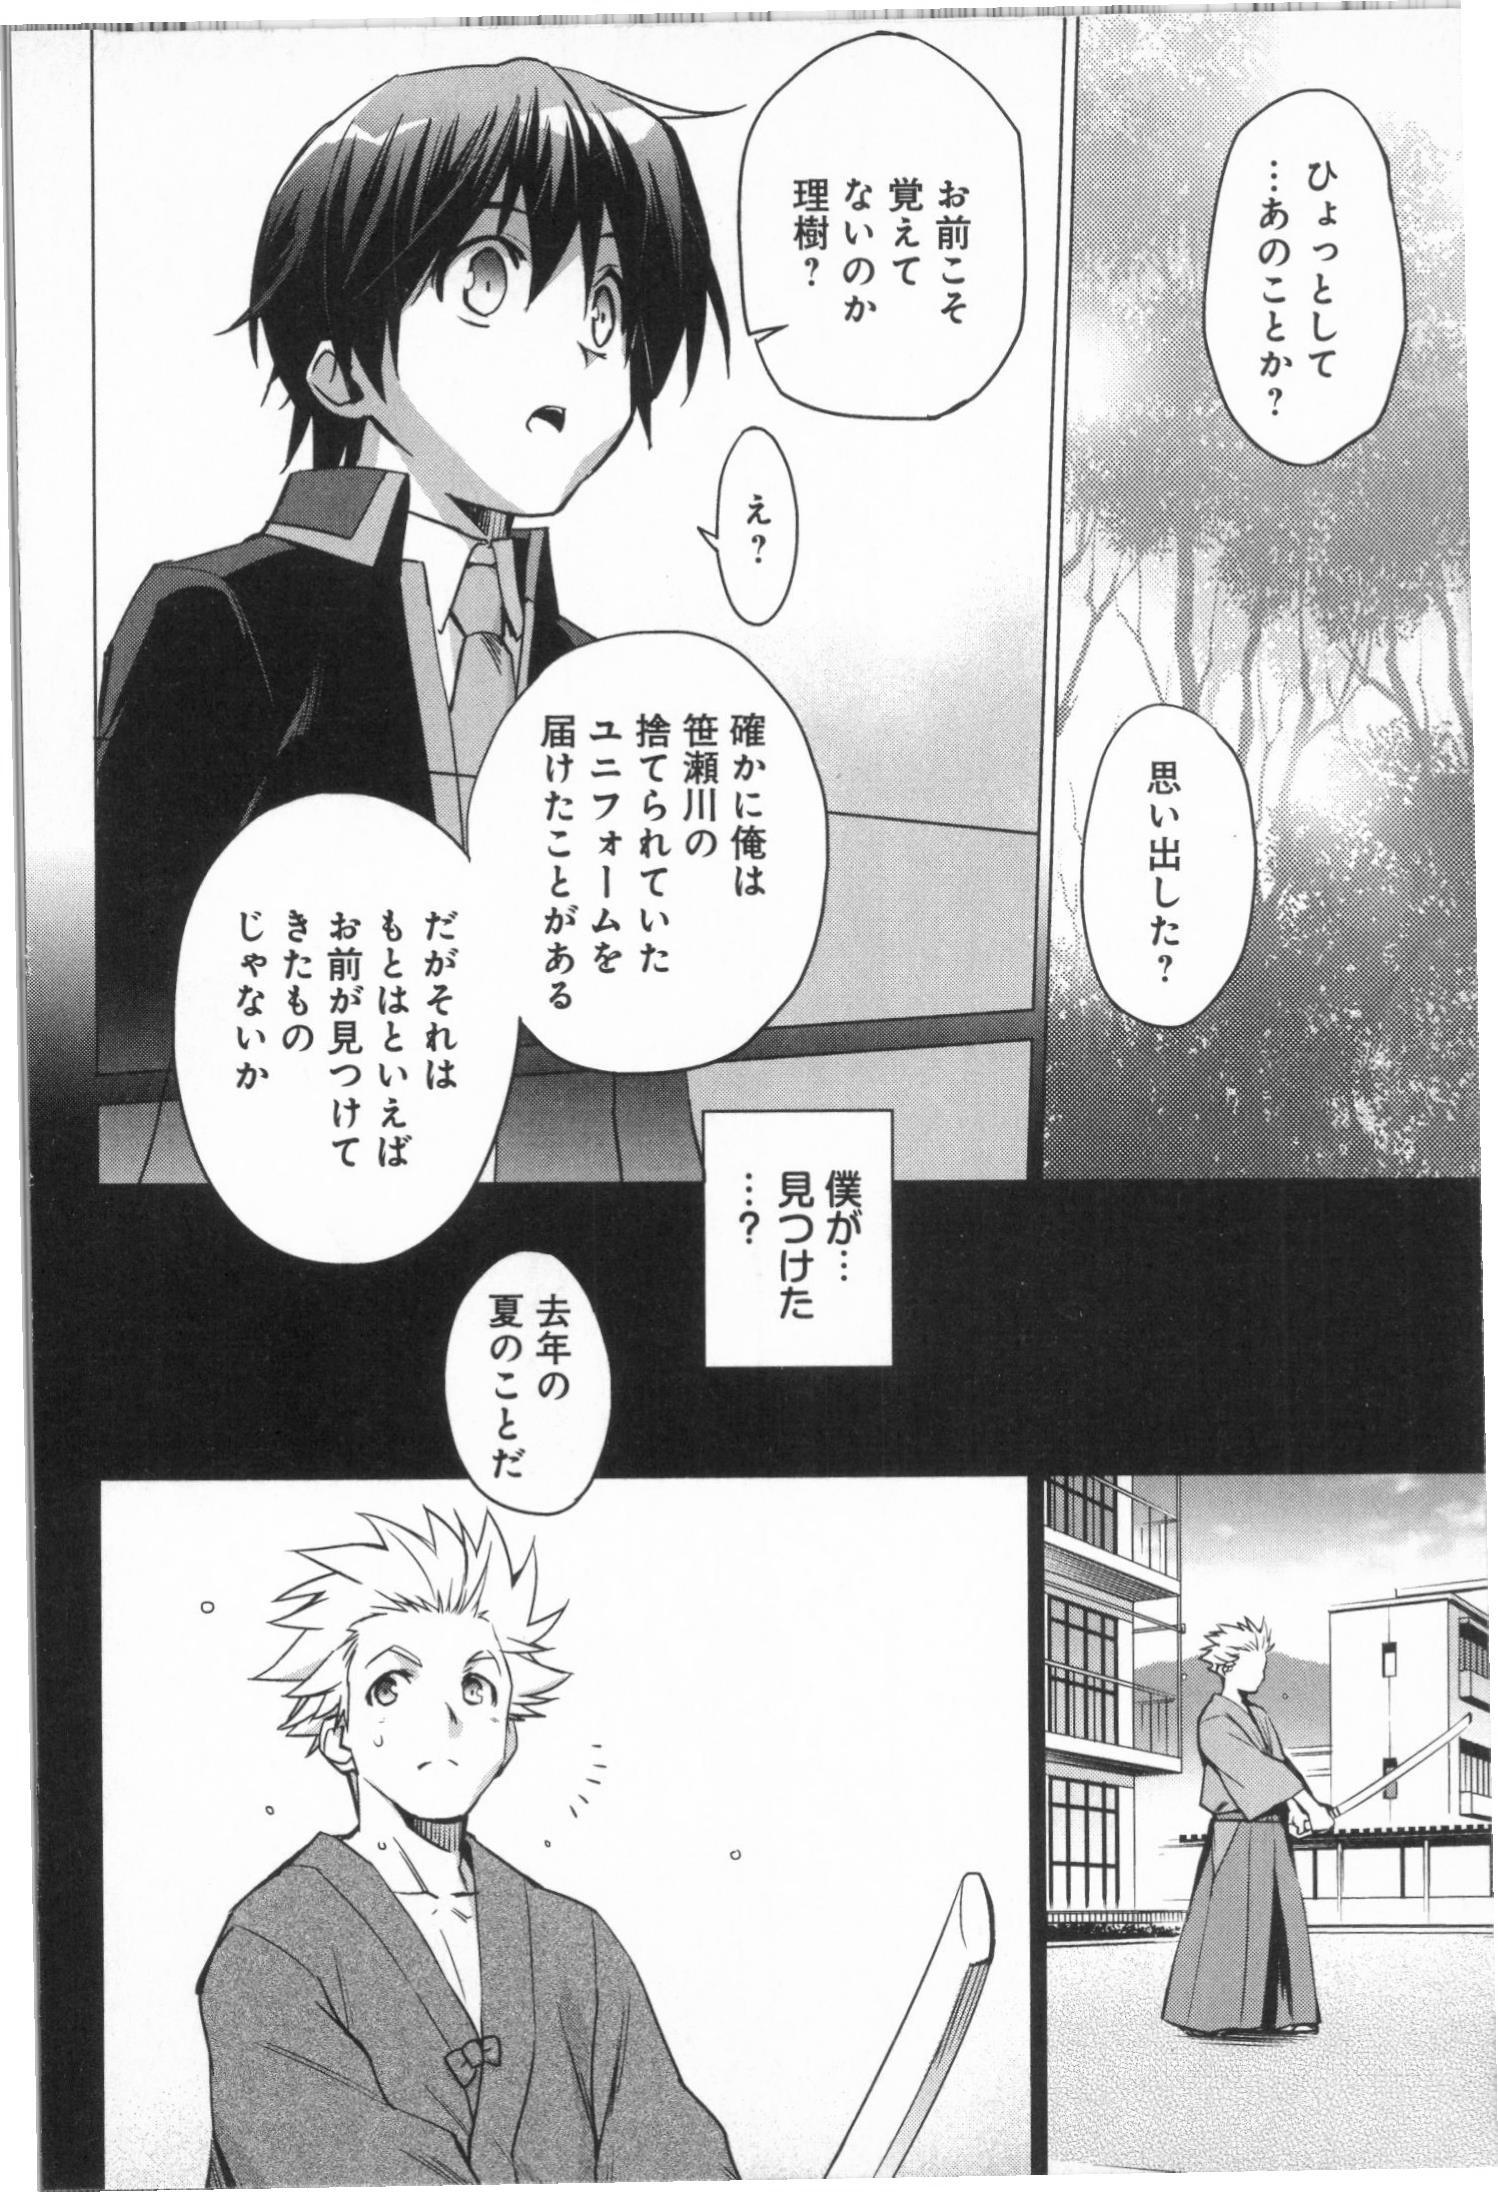 ひょっとして
…あのことか?
思い出した?
お前こそ
覚えて
ないのか
理樹?
え?
確かに俺は
笹瀬川の
捨てられていた
ユニフォームを
届けたことがある
だがそれは
もとはといえば
お前が見つけて
きたもの
じゃないか
僕が…
見つけた
…?
去年の
夏のことだ